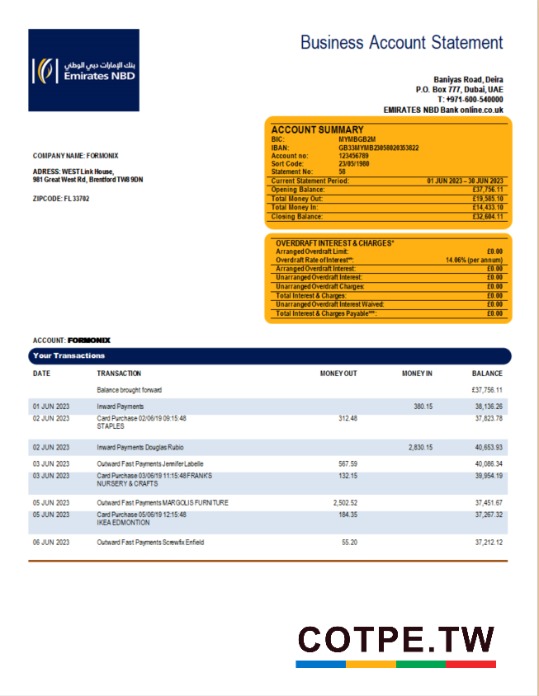 بنك الإمارات دبي الوطني
Emirates NBD
Business Account Statement
Baniyas Road, Deira
P.O. Box 777, Dubai, UAE
T: +971-600-540000
EMIRATES NBD Bank online.co.uk
COMPANY NAME: FORMONIX
ADRESS: WEST Link House,
981 Great West Rd, Brentford TW8 9DN
ZIPCODE: FL 33702
ACCOUNT SUMMARY
BIC: MYMBGB2M
IBAN: GB33MYMB23058020353822
Account no: 123456789
Sort Code: 23/05/1980
Statement No: 58
Current Statement Period: 01 JUN 2023 – 30 JUN 2023
Opening Balance: £37,756.11
Total Money Out: £19,585.10
Total Money In: £14,433.10
Closing Balance: £32,604.11
OVERDRAFT INTEREST & CHARGES*
Arranged Overdraft Limit: £0.00
Overdraft Rate of Interest**: 14.06% (per annum)
Arranged Overdraft Interest: £0.00
Unarranged Overdraft Interest: £0.00
Unarranged Overdraft Charges: £0.00
Total Interest & Charges: £0.00
Unarranged Overdraft Interest Waived: £0.00
Total Interest & Charges Payable***: £0.00
ACCOUNT: FORMONIX
Your Transactions
DATE TRANSACTION MONEY OUT MONEY IN BALANCE
Balance brought forward £37,756.11
01 JUN 2023 Inward Payments 380.15 38,136.26
02 JUN 2023 Card Purchase 02/06/19 09:15:48 312.48 37,823.78
STAPLES
02 JUN 2023 Inward Payments Douglas Rubio 2,830.15 40,653.93
03 JUN 2023 Outward Fast Payments Jennifer Labelle 567.59 40,086.34
03 JUN 2023 Card Purchase 03/06/19 11:15:48 FRANKS 132.15 39,954.19
NURSERY & CRAFTS
05 JUN 2023 Outward Fast Payments MARGOLIS FURNITURE 2,502.52 37,451.67
05 JUN 2023 Card Purchase 05/06/19 12:15:48 184.35 37,267.32
IKEA EDMONTION
06 JUN 2023 Outward Fast Payments Screwfix Enfield 55.20 37,212.12
COTPE.TW